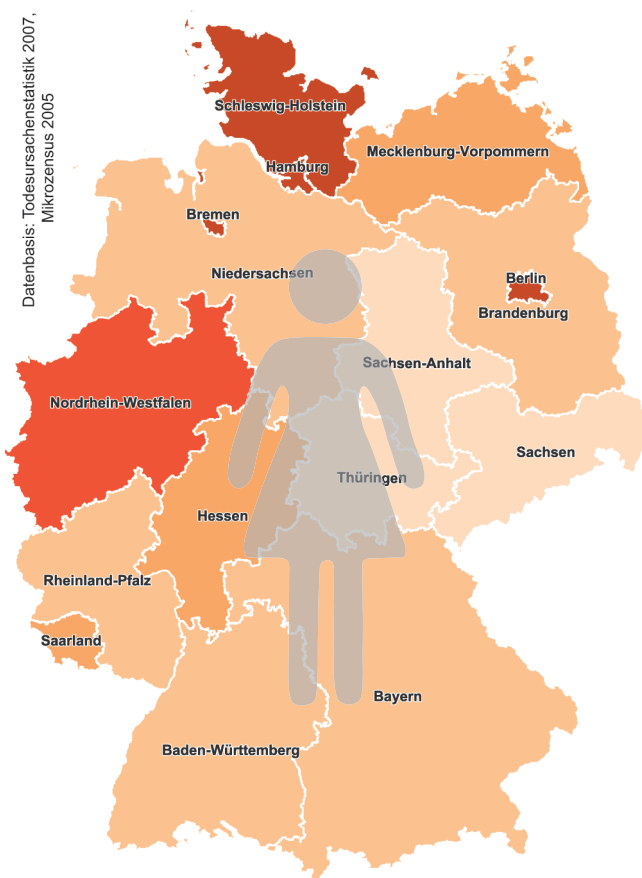 Datenbasis: Todesursachenstatistik 2007,
Mikrozensus 2005
Schleswig-Holstein
Mecklenburg-Vorpommern
Hamburg
Bremen
Niedersachsen
Berlin
Brandenburg
Sachsen-Anhalt
Nordrhein-Westfalen
Sachsen
Thüringen
Hessen
Rheinland-Pfalz
Saarland
Bayern
Baden-Württemberg